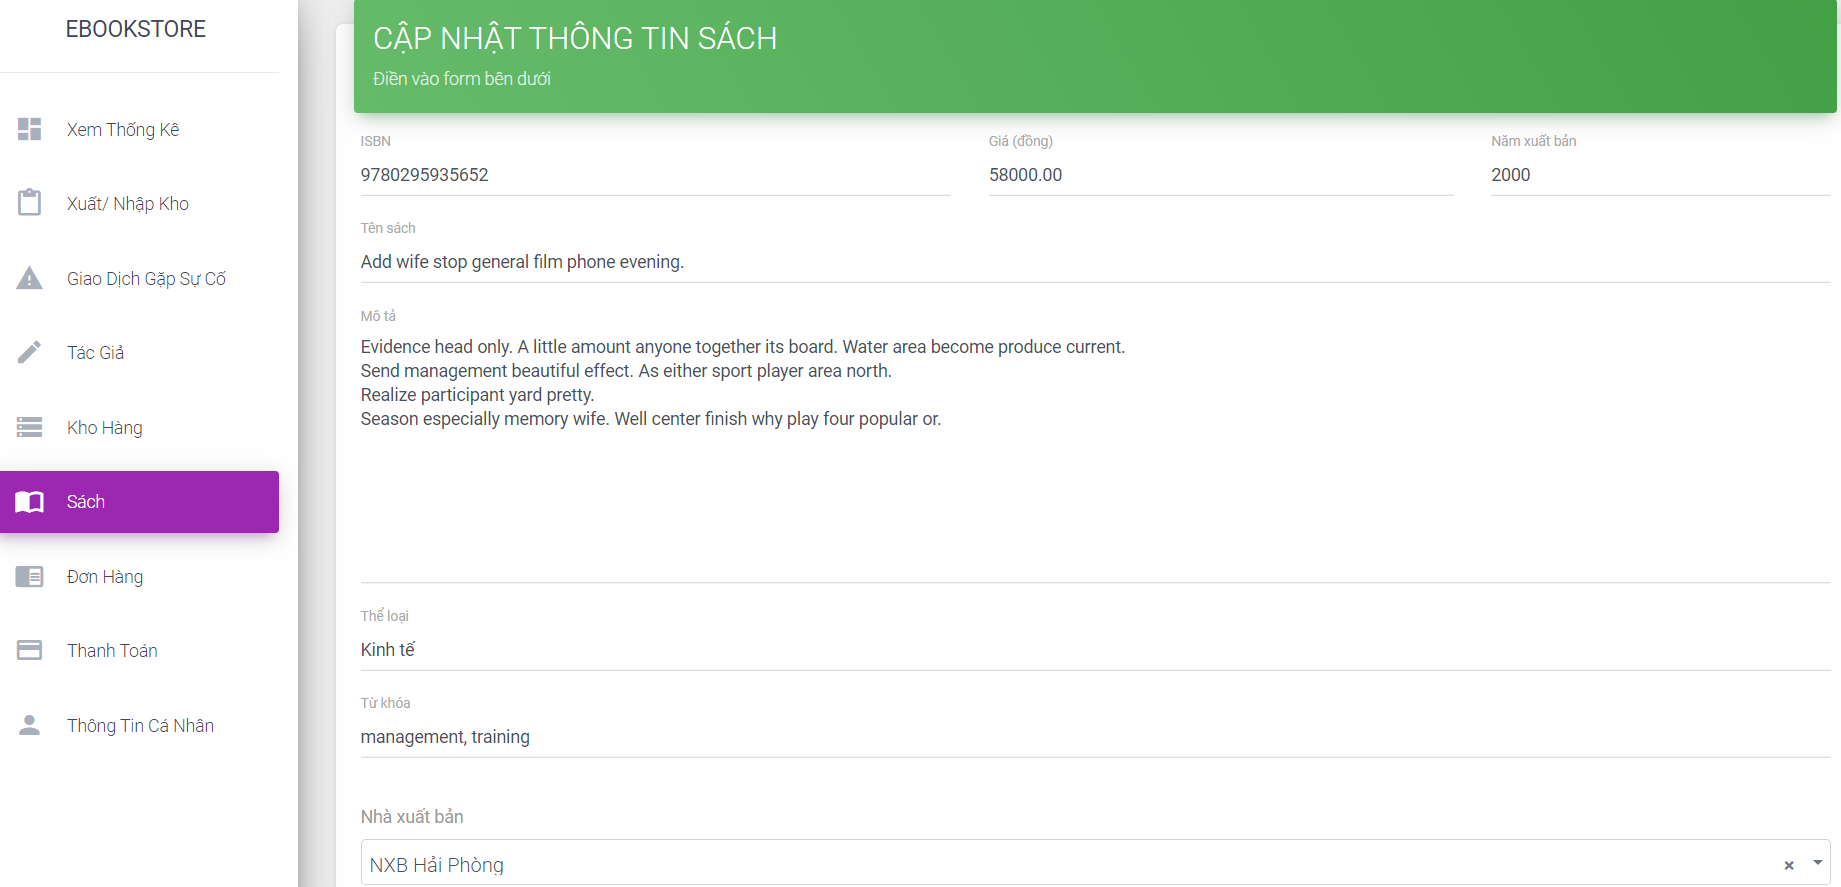 EBOOKSTORE
Xem Thống Kê
Xuất/ Nhập Kho
Giao Dịch Gặp Sự Cố
Tác Giả
Kho Hàng
Sách
Đơn Hàng
Thanh Toán
Thông Tin Cá Nhân
CẬP NHẬT THÔNG TIN SÁCH
Điền vào form bên dưới
ISBN
9780295935652
Giá (đồng)
58000.00
Năm xuất bản
2000
Tên sách
Add wife stop general film phone evening.
Mô tả
Evidence head only. A little amount anyone together its board. Water area become produce current.
Send management beautiful effect. As either sport player area north.
Realize participant yard pretty.
Season especially memory wife. Well center finish why play four popular or.
Thể loại
Kinh tế
Từ khóa
management, training
Nhà xuất bản
NXB Hải Phòng